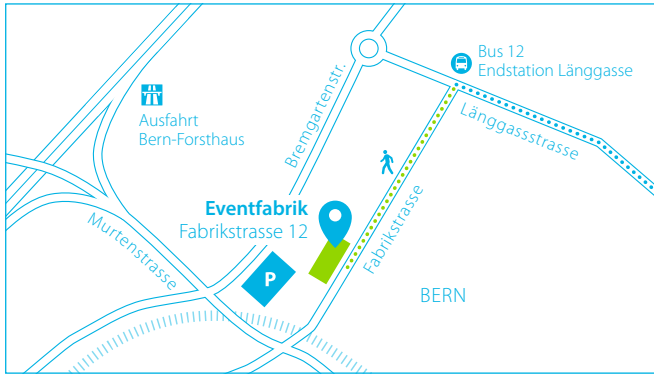 Bus 12
Endstation Länggasse
Ausfahrt
Bern-Forsthaus
Bremgartenstr.
Länggassstrasse
Eventfabrik
Fabrikstrasse 12
Fabrikstrasse
Murtenstrasse
P
BERN